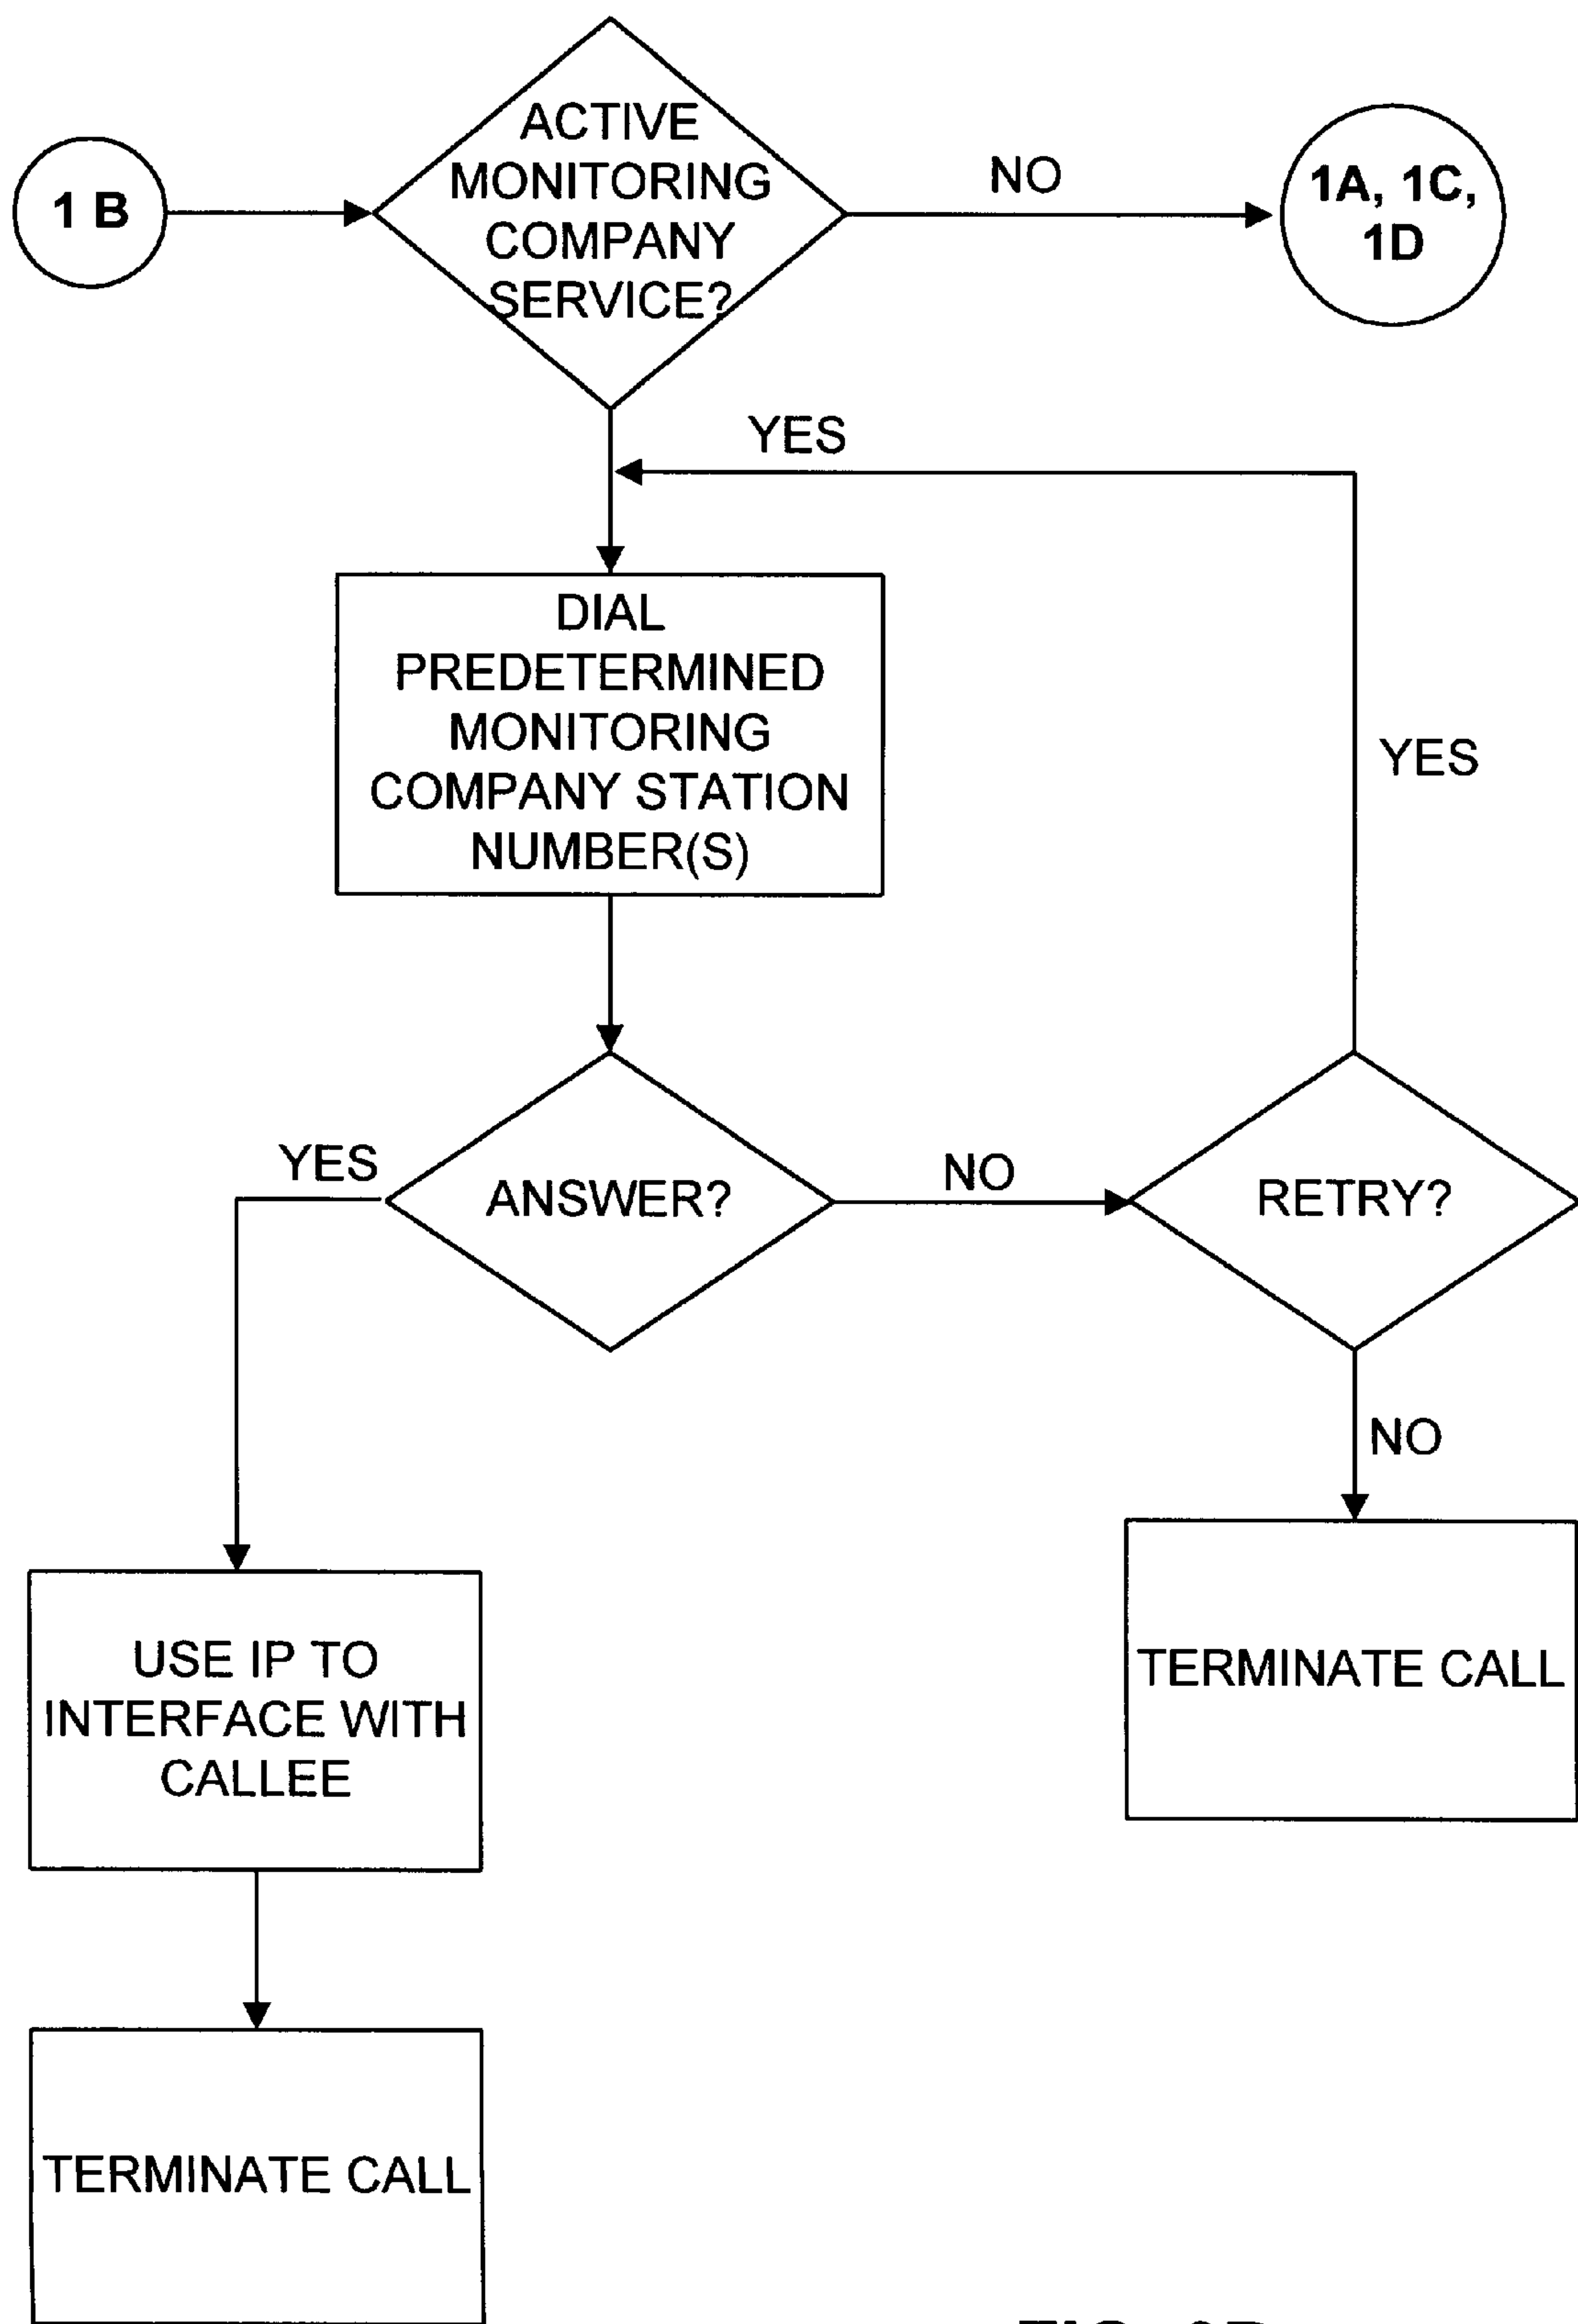 1 B
ACTIVE
MONITORING
COMPANY
SERVICE?
NO
1A, 1C,
1D
YES
DIAL
PREDETERMINED
MONITORING
COMPANY STATION
NUMBER(S)
YES
YES
ANSWER?
NO
RETRY?
NO
USE IP TO
INTERFACE WITH
CALLEE
TERMINATE CALL
TERMINATE CALL